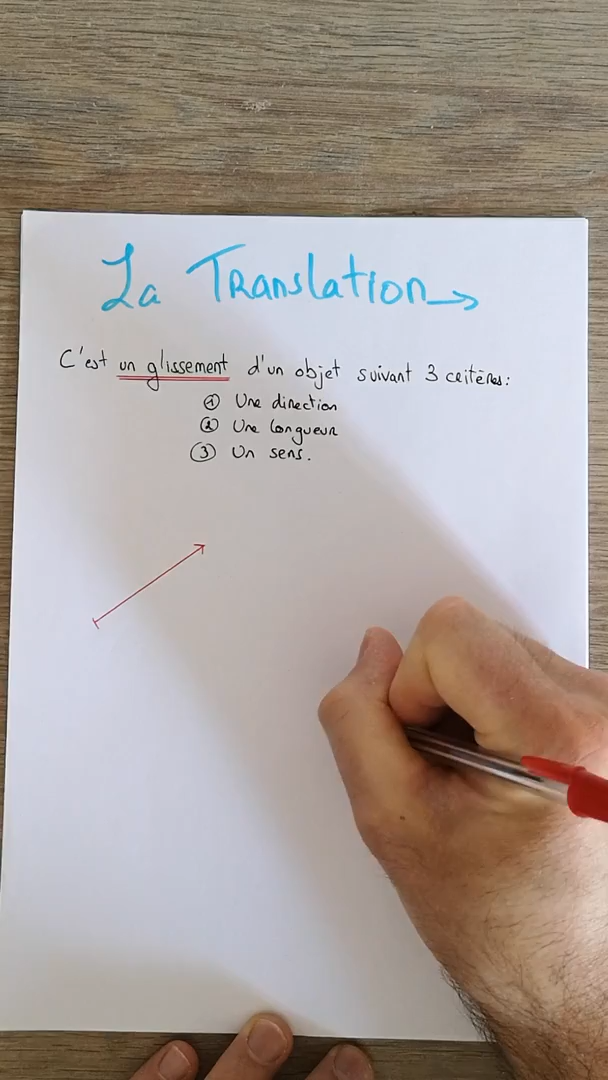 La Translation
C'est un glissement d'un objet suivant 3 critères:
① Une direction
② Une longueur
③ Un sens.